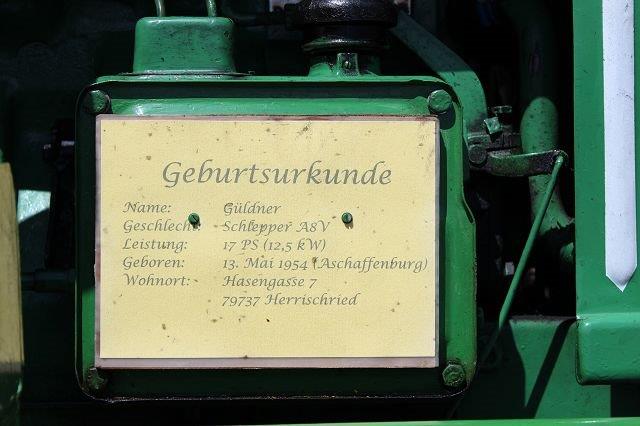 Geburtsurkunde
Name: Güldner
Geschlecht: Schlepper A8V
Leistung: 17 PS (12,5 kW)
Geboren: 13. Mai 1954 (Aschaffenburg)
Wohnort: Hasengasse 7
79737 Herrischried